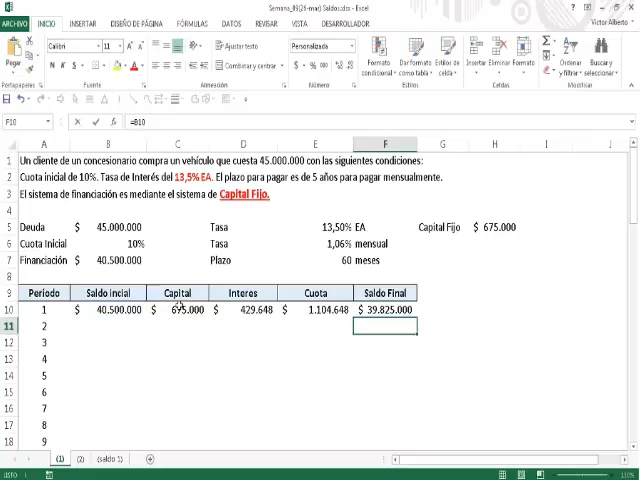 Semana_09(26-mar) Saldos.xlsx - Excel
ARCHIVO INICIO INSERTAR DISEÑO DE PÁGINA FÓRMULAS DATOS REVISAR VISTA DESARROLLADOR Victor Alberto
Pegar Calibri 11 Ajustar texto Personalizada Formato condicional Dar formato como tabla Estilos de celda Insertar Eliminar Formato Ordenar y filtrar Buscar y seleccionar
Combinar y centrar
Portapapeles Fuente Alineación Número Estilos Celdas Modificar
F10 =B10
A B C D E F G H I J
1 Un cliente de un concesionario compra un vehículo que cuesta 45.000.000 con las siguientes condiciones:
2 Cuota inicial de 10%. Tasa de Interés del 13,5% EA. El plazo para pagar es de 5 años para pagar mensualmente.
3 El sistema de financiación es mediante el sistema de Capital Fijo.
4
5 Deuda $ 45.000.000 Tasa 13,50% EA Capital Fijo $ 675.000
6 Cuota Inicial 10% Tasa 1,06% mensual
7 Financiación $ 40.500.000 Plazo 60 meses
8
9 Período Saldo incial Capital Interes Cuota Saldo Final
10 1 $ 40.500.000 $ 675.000 $ 429.648 $ 1.104.648 $ 39.825.000
11 2
12 3
13 4
14 5
15 6
16 7
17 8
18 9
(1) (2) (saldo 1)
LISTO 130%